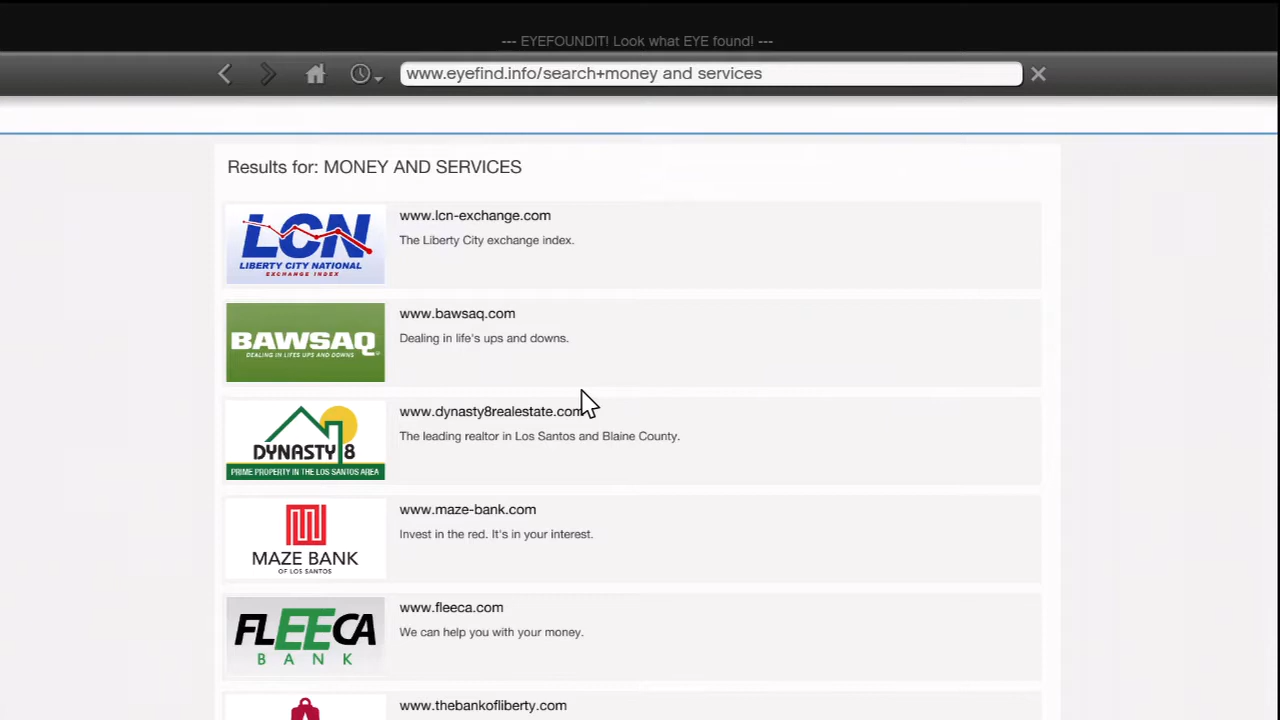 --- EYEFOUNDIT! Look what EYE found! ---
www.eyefind.info/search+money and services
Results for: MONEY AND SERVICES
LCN
LIBERTY CITY NATIONAL
EXCHANGE INDEX
www.lcn-exchange.com
The Liberty City exchange index.
BAWSAQ
DEALING IN LIFES UPS AND DOWNS
www.bawsaq.com
Dealing in life's ups and downs.
DYNASTY 8
PRIME PROPERTY IN THE LOS SANTOS AREA
www.dynasty8realestate.com
The leading realtor in Los Santos and Blaine County.
MAZE BANK
OF LOS SANTOS
www.maze-bank.com
Invest in the red. It's in your interest.
FLEECA
BANK
www.fleeca.com
We can help you with your money.
www.thebankofliberty.com